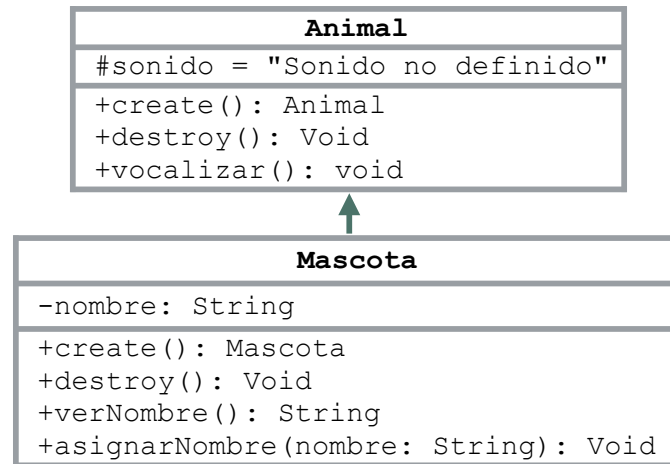 Animal
#sonido = "Sonido no definido"
+create(): Animal
+destroy(): Void
+vocalizar(): void
Mascota
-nombre: String
+create(): Mascota
+destroy(): Void
+verNombre(): String
+asignarNombre(nombre: String): Void